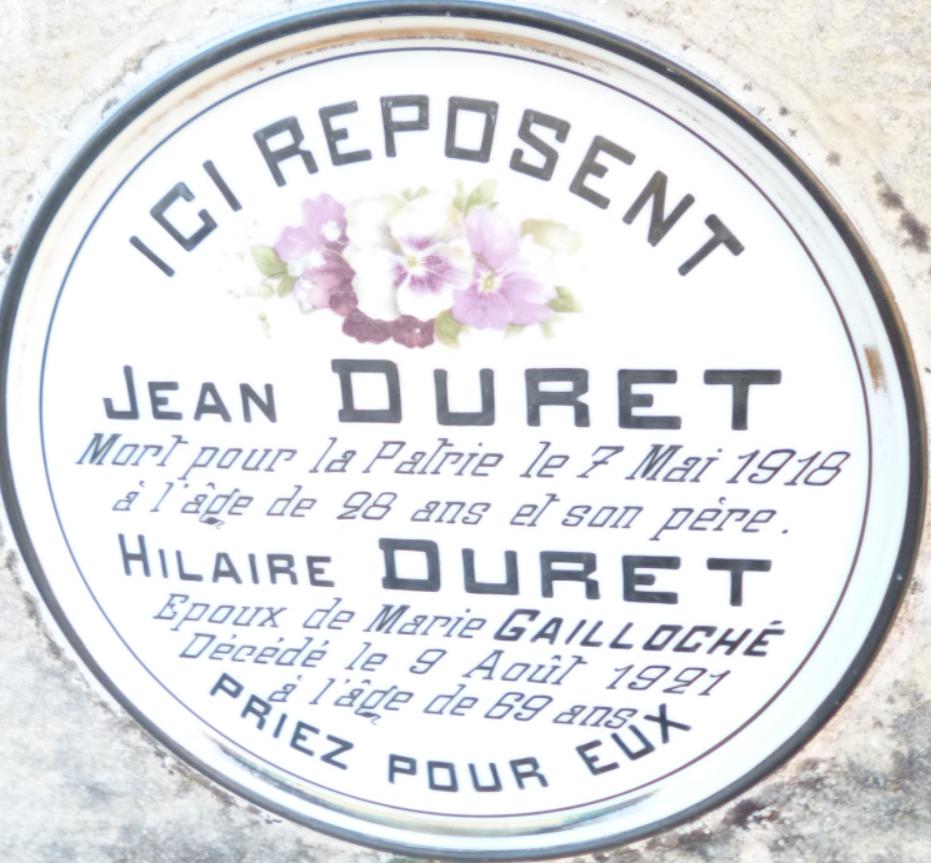 ICI REPOSENT
JEAN DURET
Mort pour la Patrie le 7 Mai 1918
à l'âge de 28 ans et son père.
HILAIRE DURET
Epoux de Marie GAILLOCHÉ
Décédé le 9 Août 1921
à l'âge de 69 ans.
PRIEZ POUR EUX